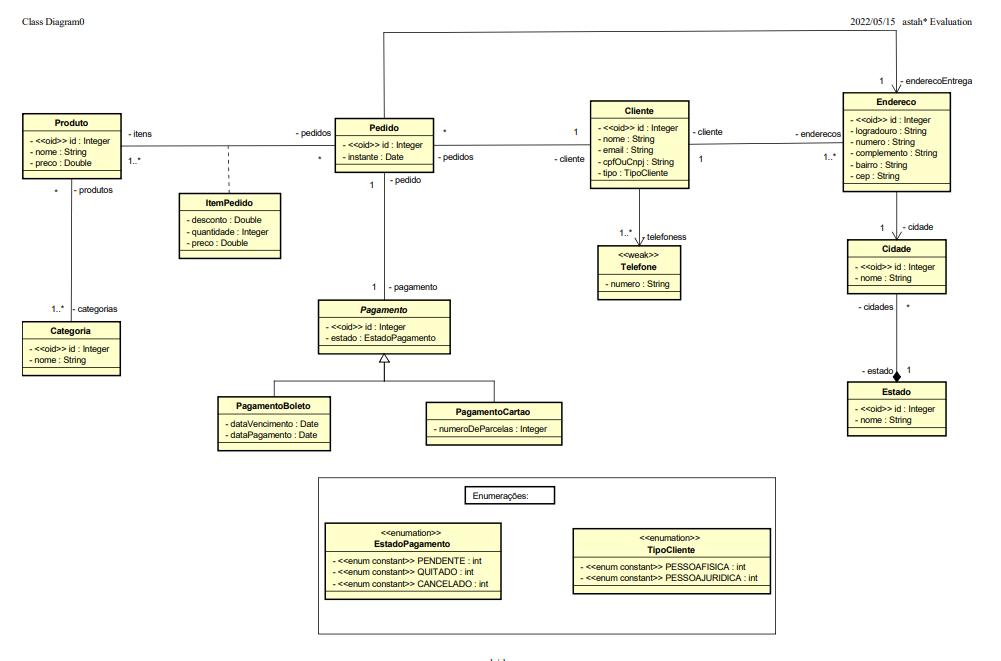 Class Diagram0
2022/05/15 astah* Evaluation
1
- enderecoEntrega
Produto
- <<oid>> id : Integer
- nome : String
- preco : Double
- itens
1..*
- pedidos
*
Pedido
- <<oid>> id : Integer
- instante : Date
*
- pedidos
1
- cliente
Cliente
- <<oid>> id : Integer
- nome : String
- email : String
- cpfOuCnpj : String
- tipo : TipoCliente
- cliente
1
- enderecos
1..*
Endereco
- <<oid>> id : Integer
- logradouro : String
- numero : String
- complemento : String
- bairro : String
- cep : String
* - produtos
1 - pedido
ItemPedido
- desconto : Double
- quantidade : Integer
- preco : Double
1..* - telefoness
<<weak>>
Telefone
- numero : String
1 - cidade
Cidade
- <<oid>> id : Integer
- nome : String
- cidades *
1 - pagamento
1..* - categorias
Categoria
- <<oid>> id : Integer
- nome : String
Pagamento
- <<oid>> id : Integer
- estado : EstadoPagamento
- estado 1
Estado
- <<oid>> id : Integer
- nome : String
PagamentoBoleto
- dataVencimento : Date
- dataPagamento : Date
PagamentoCartao
- numeroDeParcelas : Integer
Enumerações:
<<enumation>>
EstadoPagamento
- <<enum constant>> PENDENTE : int
- <<enum constant>> QUITADO : int
- <<enum constant>> CANCELADO : int
<<enumation>>
TipoCliente
- <<enum constant>> PESSOAFISICA : int
- <<enum constant>> PESSOAJURIDICA : int